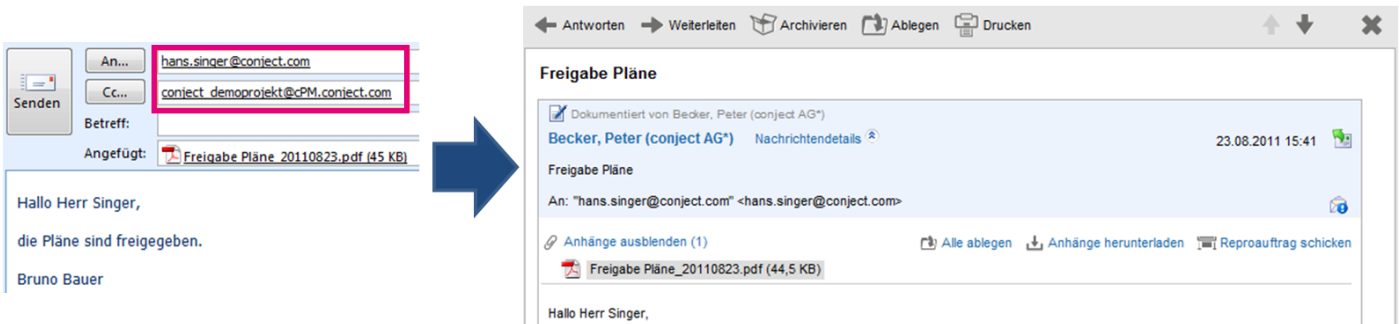 Senden
An... hans.singer@conject.com
Cc... conject_demoprojekt@cPM.conject.com
Betreff:
Angefügt: Freigabe Pläne_20110823.pdf (45 KB)
Hallo Herr Singer,
die Pläne sind freigegeben.
Bruno Bauer
Antworten Weiterleiten Archivieren Ablegen Drucken
Freigabe Pläne
Dokumentiert von Becker, Peter (conject AG*)
Becker, Peter (conject AG*) Nachrichtendetails 23.08.2011 15:41
Freigabe Pläne
An: "hans.singer@conject.com" <hans.singer@conject.com>
Anhänge ausblenden (1) Alle ablegen Anhänge herunterladen Reproauftrag schicken
Freigabe Pläne_20110823.pdf (44,5 KB)
Hallo Herr Singer,